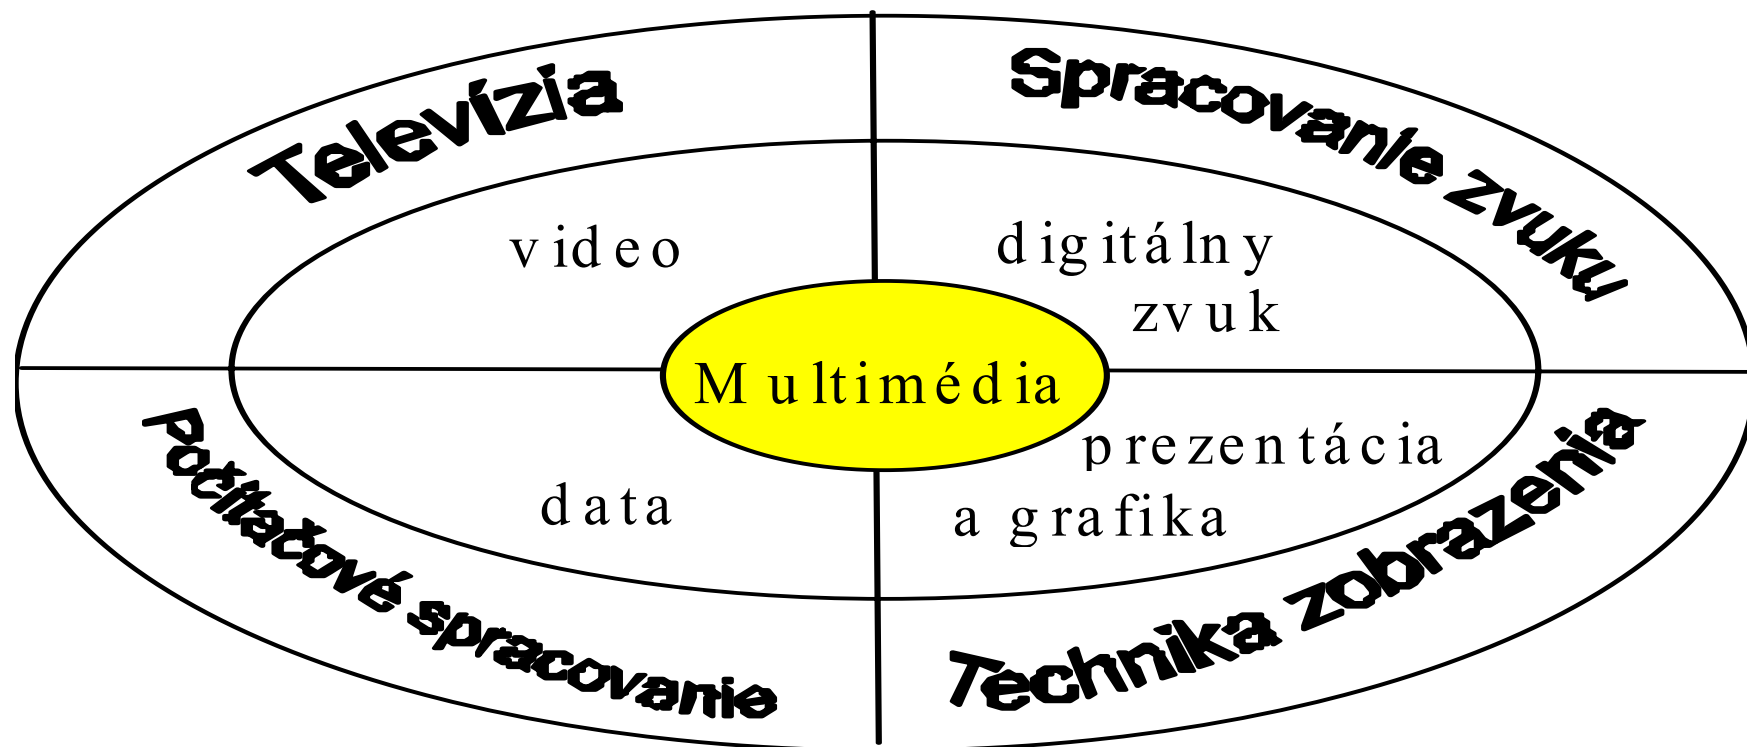 Televízia
Spracovanie zvuku
video
digitálny
zvuk
Multimédia
data
prezentácia
a grafika
Počítačové spracovanie
Technika zobrazenia